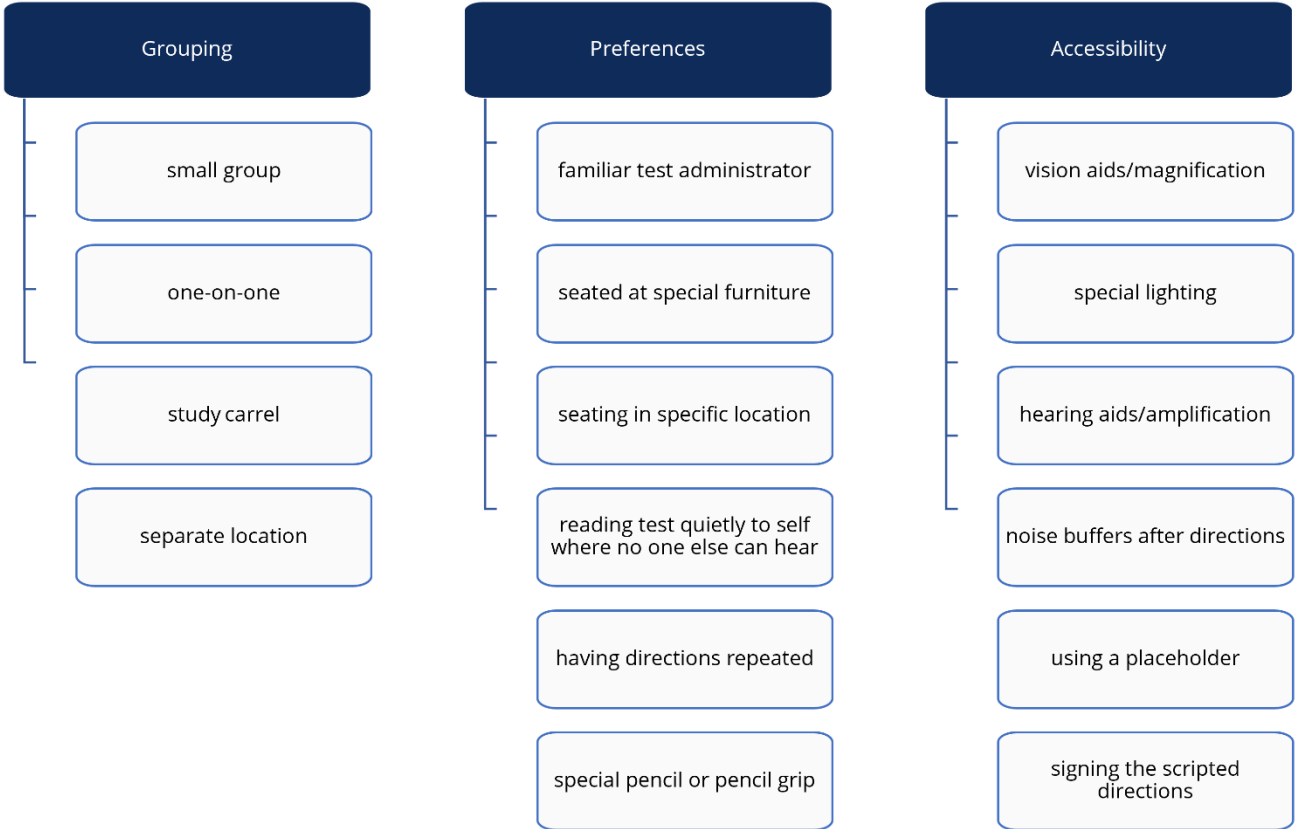 Grouping
small group
one-on-one
study carrel
separate location
Preferences
familiar test administrator
seated at special furniture
seating in specific location
reading test quietly to self
where no one else can hear
having directions repeated
special pencil or pencil grip
Accessibility
vision aids/magnification
special lighting
hearing aids/amplification
noise buffers after directions
using a placeholder
signing the scripted
directions